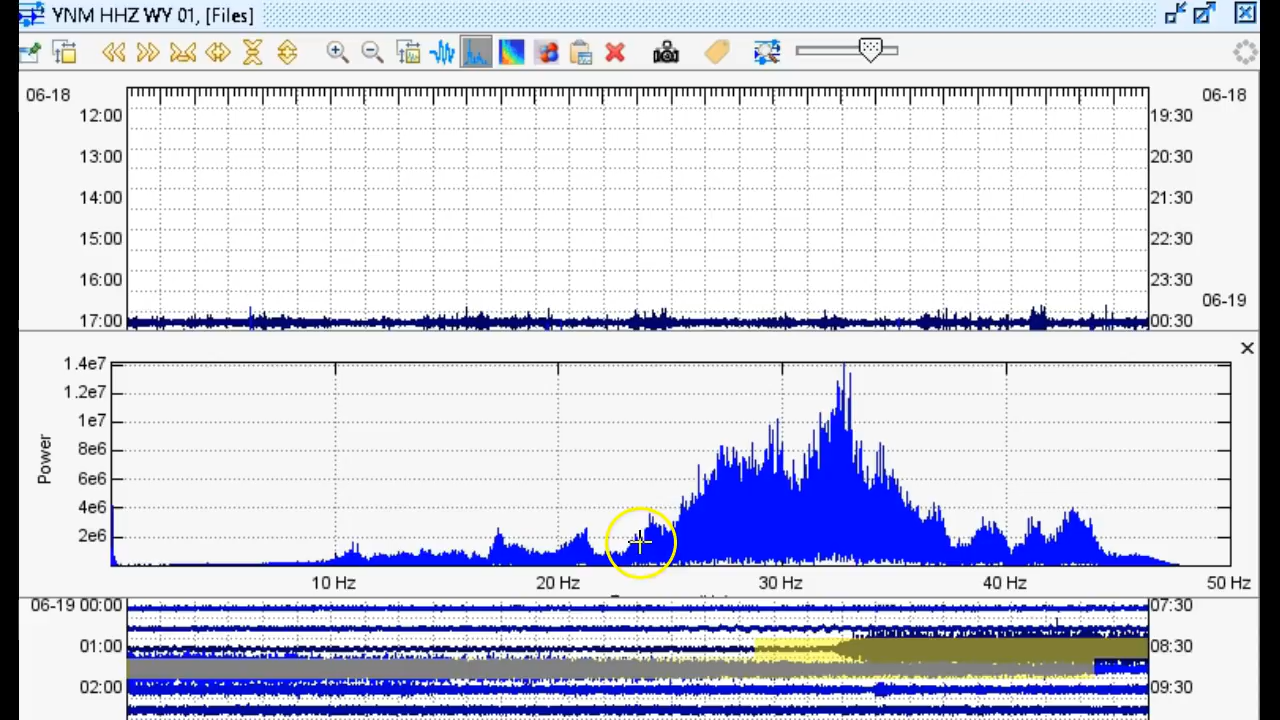 YNM HHZ WY 01, [Files]
06-18 06-18
12:00 19:30
13:00 20:30
14:00 21:30
15:00 22:30
16:00 23:30
06-19
17:00 00:30
1.4e7
1.2e7
1e7
8e6
6e6
4e6
2e6
Power
10 Hz 20 Hz 30 Hz 40 Hz 50 Hz
06-19 00:00 07:30
01:00 08:30
02:00 09:30